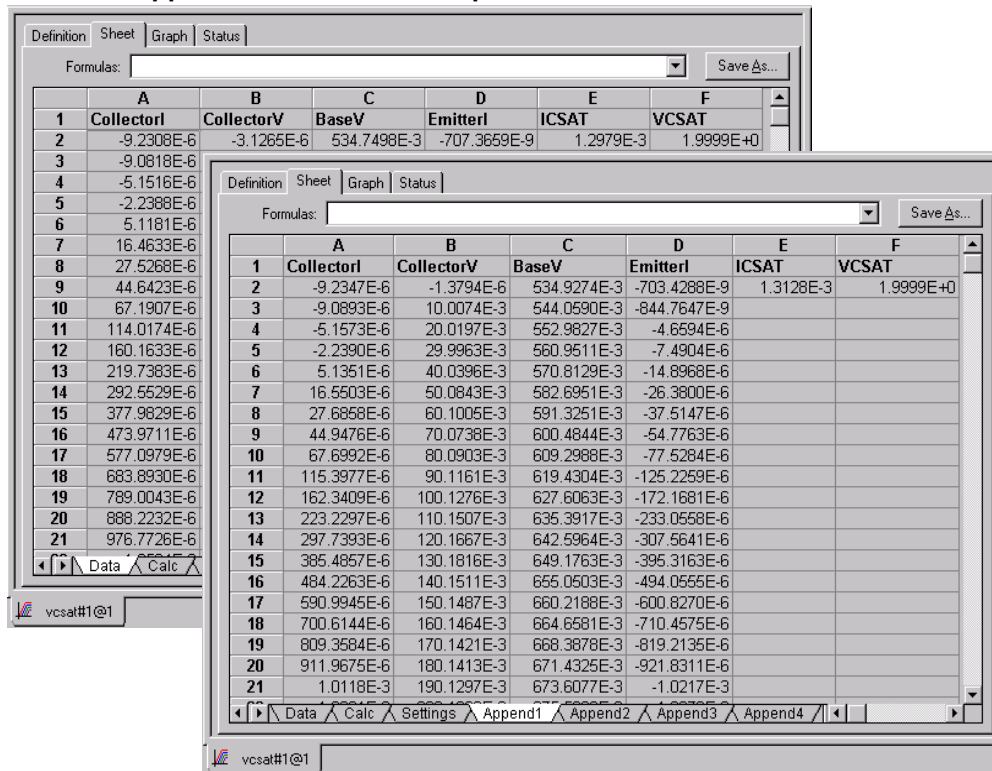 Definition Sheet Graph Status
Formulas: Save As...
A B C D E F
1 CollectorI CollectorV BaseV EmitterI ICSAT VCSAT
2 -9.2308E-6 -3.1265E-6 534.7498E-3 -707.3659E-9 1.2979E-3 1.9999E+0
3 -9.0818E-6
4 -5.1516E-6
5 -2.2388E-6
6 5.1181E-6
7 16.4633E-6
8 27.5268E-6
9 44.6423E-6
10 67.1907E-6
11 114.0174E-6
12 160.1633E-6
13 219.7383E-6
14 292.5529E-6
15 377.9829E-6
16 473.9711E-6
17 577.0979E-6
18 683.8930E-6
19 789.0043E-6
20 888.2232E-6
21 976.7726E-6
Data Calc
vcsat#1@1
Definition Sheet Graph Status
Formulas: Save As...
A B C D E F
1 CollectorI CollectorV BaseV EmitterI ICSAT VCSAT
2 -9.2347E-6 -1.3794E-6 534.9274E-3 -703.4288E-9 1.3128E-3 1.9999E+0
3 -9.0893E-6 10.0074E-3 544.0590E-3 -844.7647E-9
4 -5.1573E-6 20.0197E-3 552.9827E-3 -4.6594E-6
5 -2.2390E-6 29.9963E-3 560.9511E-3 -7.4904E-6
6 5.1351E-6 40.0396E-3 570.8129E-3 -14.8968E-6
7 16.5503E-6 50.0843E-3 582.6951E-3 -26.3800E-6
8 27.6858E-6 60.1005E-3 591.3251E-3 -37.5147E-6
9 44.9476E-6 70.0738E-3 600.4844E-3 -54.7763E-6
10 67.6992E-6 80.0903E-3 609.2988E-3 -77.5284E-6
11 115.3977E-6 90.1161E-3 619.4304E-3 -125.2259E-6
12 162.3409E-6 100.1276E-3 627.6063E-3 -172.1681E-6
13 223.2297E-6 110.1507E-3 635.3917E-3 -233.0558E-6
14 297.7393E-6 120.1667E-3 642.5964E-3 -307.5641E-6
15 385.4857E-6 130.1816E-3 649.1763E-3 -395.3163E-6
16 484.2263E-6 140.1511E-3 655.0503E-3 -494.0555E-6
17 590.9945E-6 150.1487E-3 660.2188E-3 -600.8270E-6
18 700.6144E-6 160.1464E-3 664.6581E-3 -710.4575E-6
19 809.3584E-6 170.1421E-3 668.3878E-3 -819.2135E-6
20 911.9675E-6 180.1413E-3 671.4325E-3 -921.8311E-6
21 1.0118E-3 190.1297E-3 673.6077E-3 -1.0217E-3
Data Calc Settings Append1 Append2 Append3 Append4
vcsat#1@1